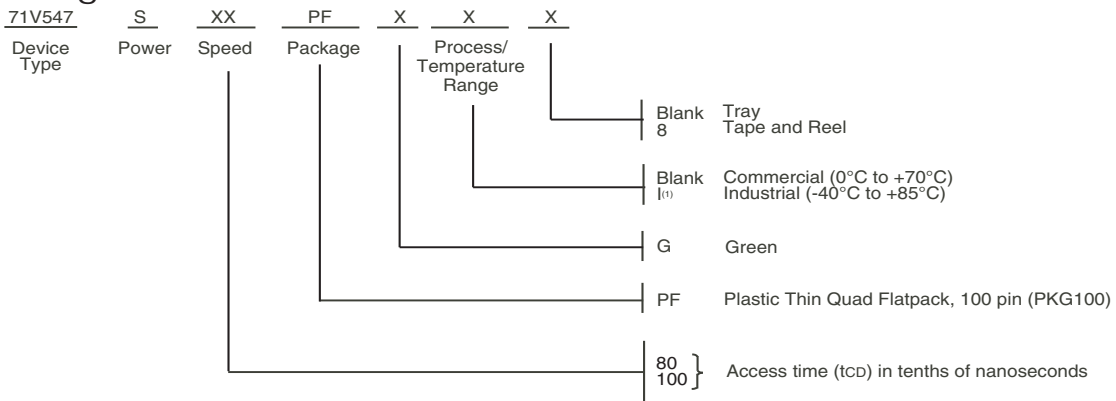 71V547 S XX PF X X X
Device Type Power Speed Package Process/ Temperature Range
Blank Tray
8 Tape and Reel
Blank Commercial (0°C to +70°C)
I(1) Industrial (-40°C to +85°C)
G Green
PF Plastic Thin Quad Flatpack, 100 pin (PKG100)
80
100 } Access time (tCD) in tenths of nanoseconds